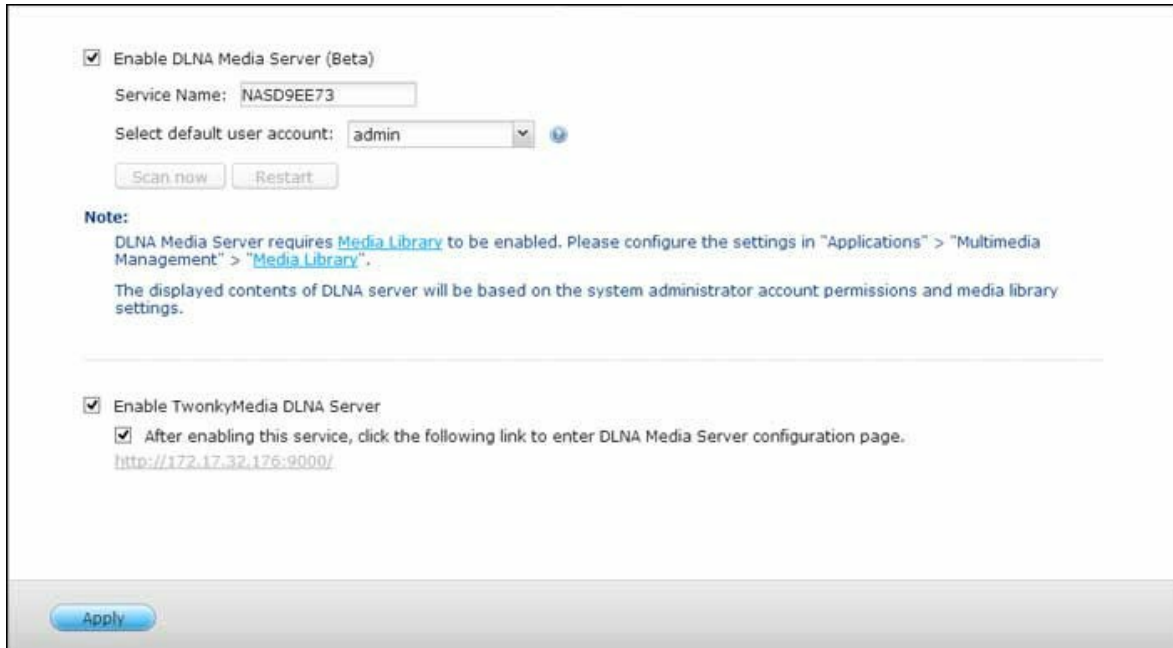 Enable DLNA Media Server (Beta)
Service Name: NASD9EE73
Select default user account: admin
Scan now Restart
Note:
DLNA Media Server requires Media Library to be enabled. Please configure the settings in "Applications" > "Multimedia
Management" > "Media Library".
The displayed contents of DLNA server will be based on the system administrator account permissions and media library
settings.
Enable TwonkyMedia DLNA Server
After enabling this service, click the following link to enter DLNA Media Server configuration page.
http://172.17.32.176:9000/
Apply